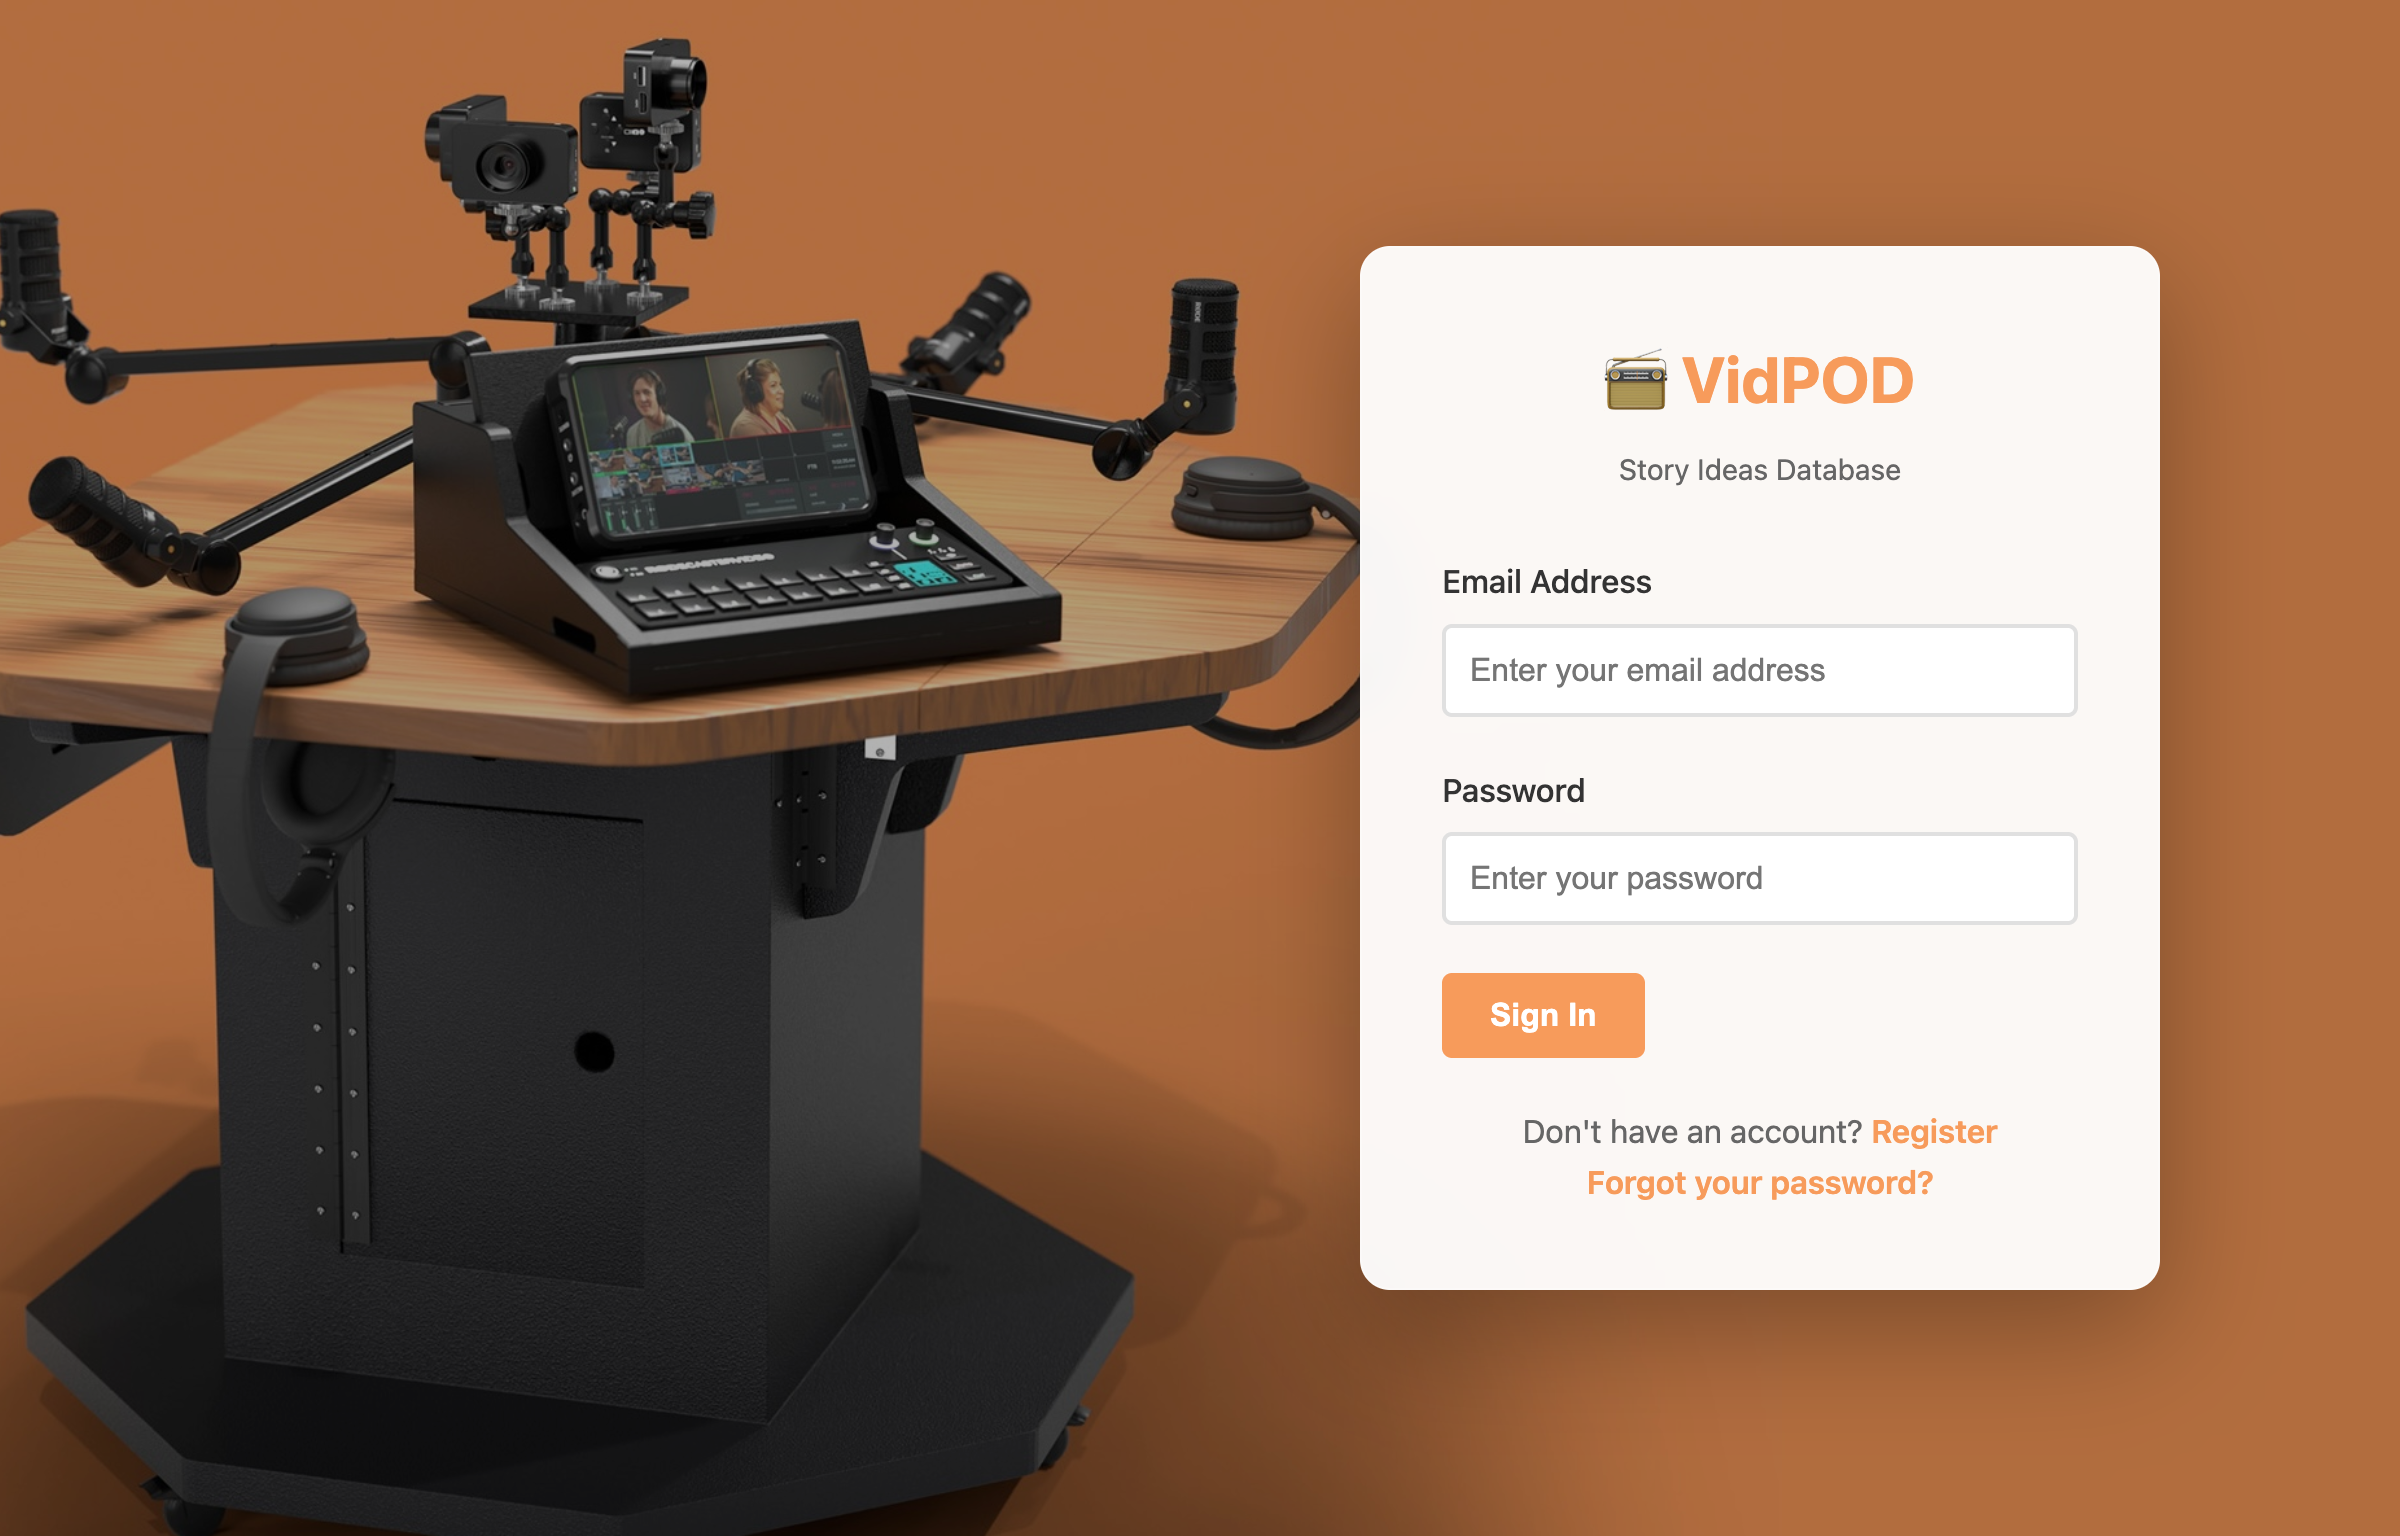 VidPOD
Story Ideas Database
Email Address
Enter your email address
Password
Enter your password
Sign In
Don't have an account? Register
Forgot your password?